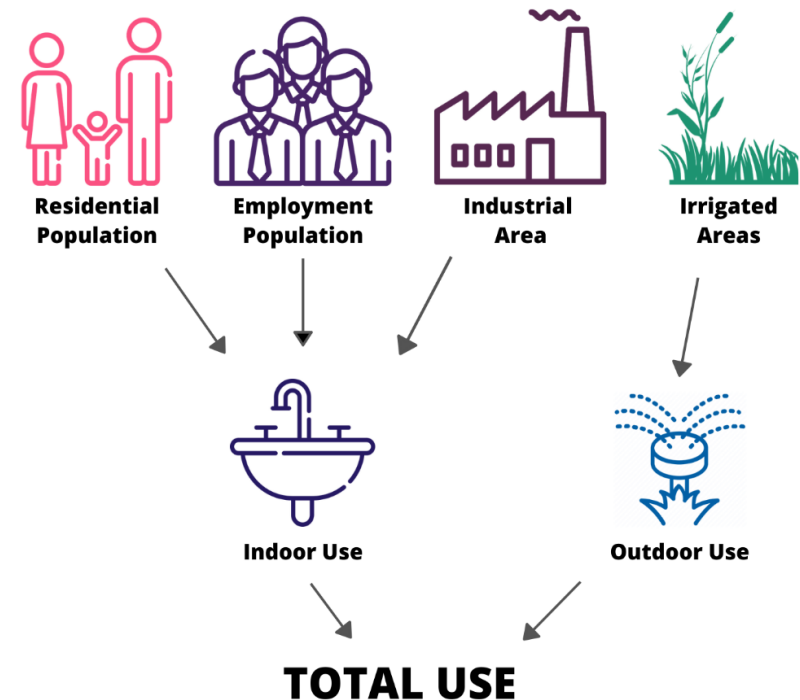 Residential
Population
Employment
Population
Industrial
Area
Irrigated
Areas
Indoor Use
Outdoor Use
TOTAL USE